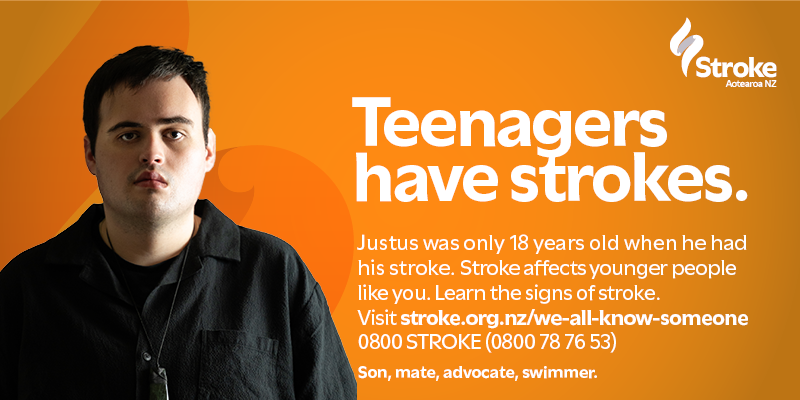 Stroke
Aotearoa NZ
Teenagers
have strokes.
Justus was only 18 years old when he had
his stroke. Stroke affects younger people
like you. Learn the signs of stroke.
Visit stroke.org.nz/we-all-know-someone
0800 STROKE (0800 78 76 53)
Son, mate, advocate, swimmer.